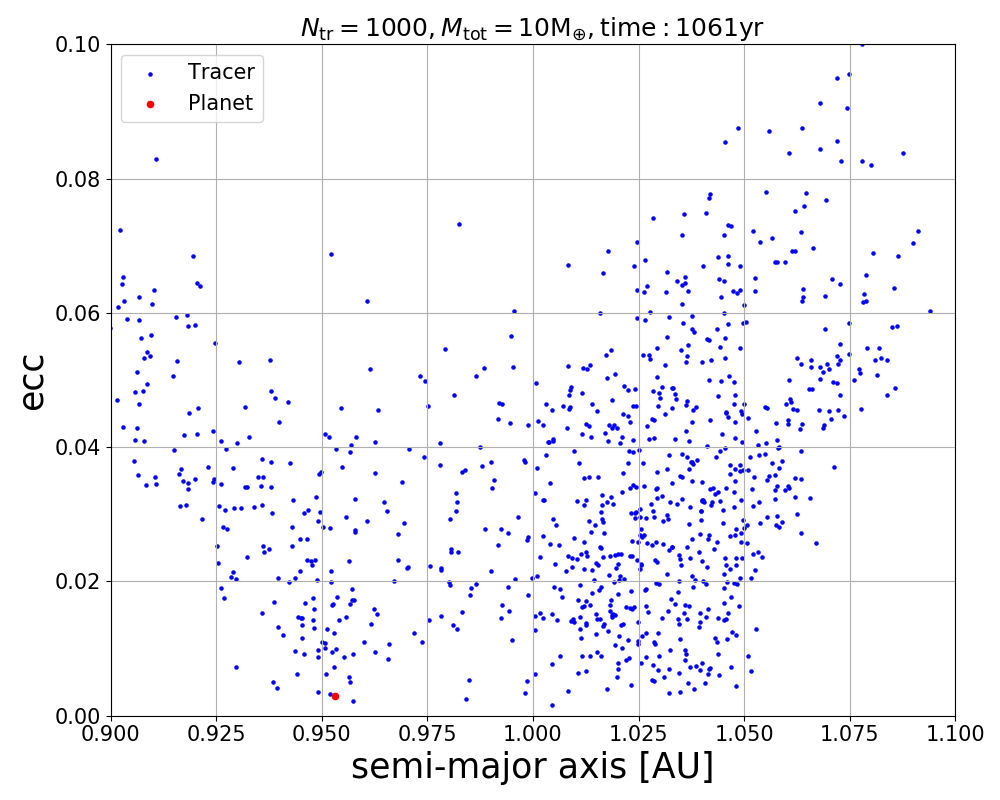 N_tr = 1000, M_tot = 10M_⊕, time : 1061yr
Tracer
Planet
ecc
0.10
0.08
0.06
0.04
0.02
0.00
0.900 0.925 0.950 0.975 1.000 1.025 1.050 1.075 1.100
semi-major axis [AU]